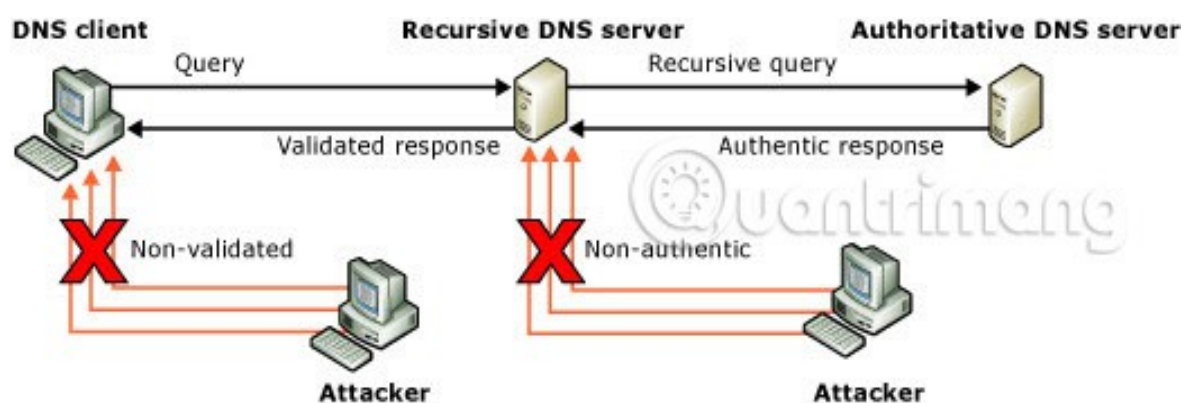 DNS client
Recursive DNS server
Authoritative DNS server
Query
Recursive query
Validated response
Authentic response
Quantrimang
Non-validated
Non-authentic
Attacker
Attacker